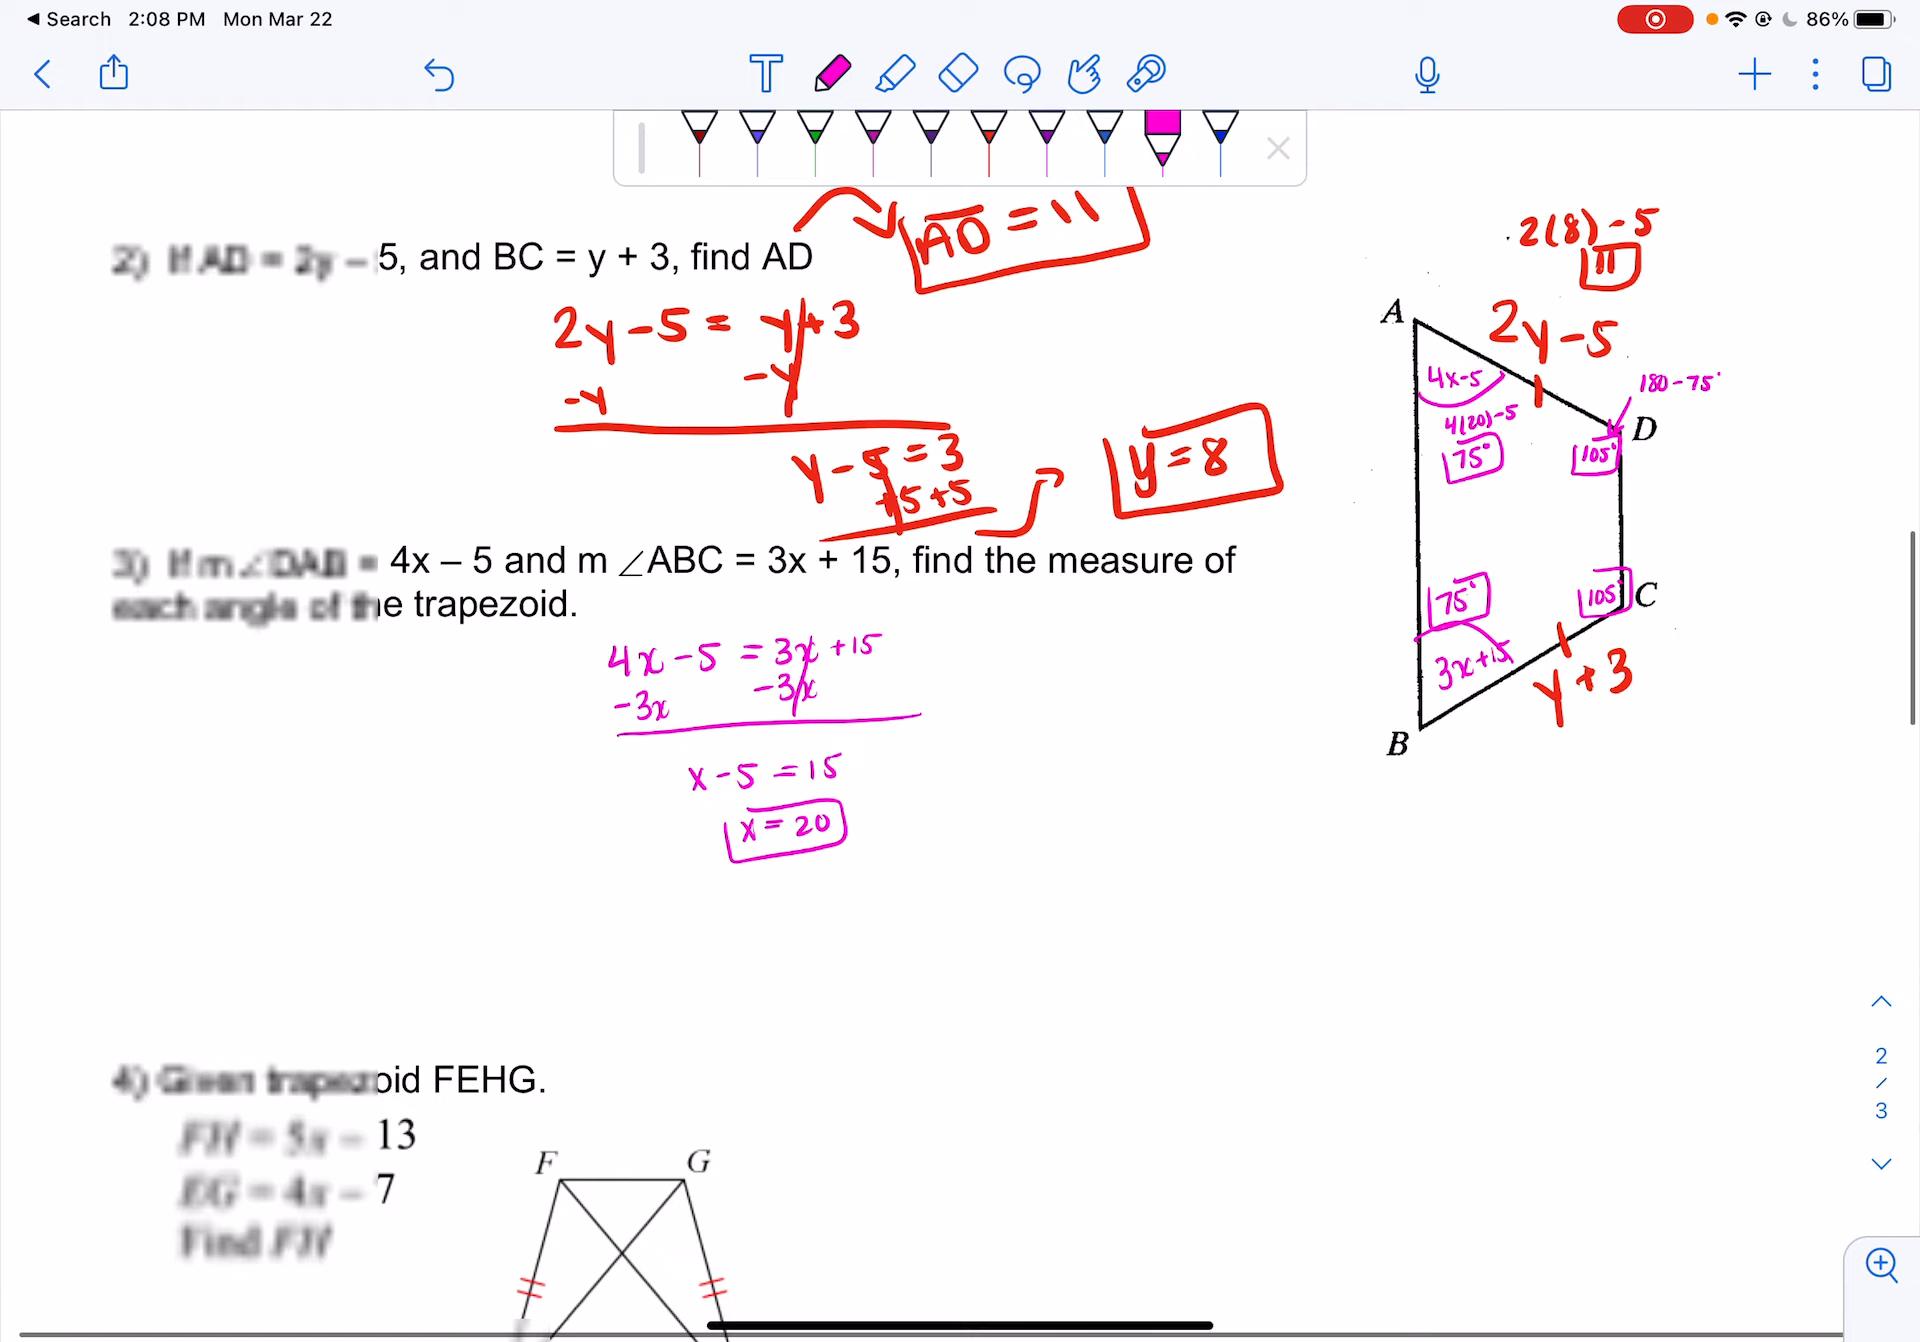 Search 2:08 PM Mon Mar 22
86%
T
AD = 11
5, and BC = y + 3, find AD
2y-5 = y+3
-y -y
y-5 = 3
+5 +5
y = 8
4x – 5 and m ∠ABC = 3x + 15, find the measure of
trapezoid.
4x-5 = 3x+15
-3x -3x
x-5 = 15
x = 20
2(8)-5
11
A
2y-5
4x-5
180-75°
4(20)-5
D
75°
105°
75°
105
C
3x+15
y+3
B
FEHG.
13
7
F G
2
/
3